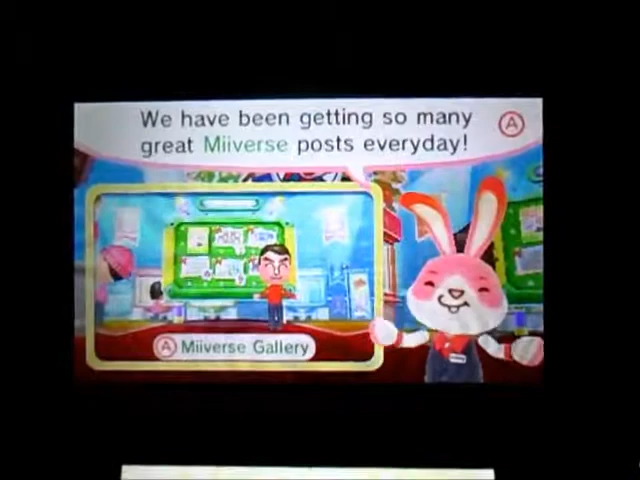 We have been getting so many
great Miiverse posts everyday!
A
A Miiverse Gallery